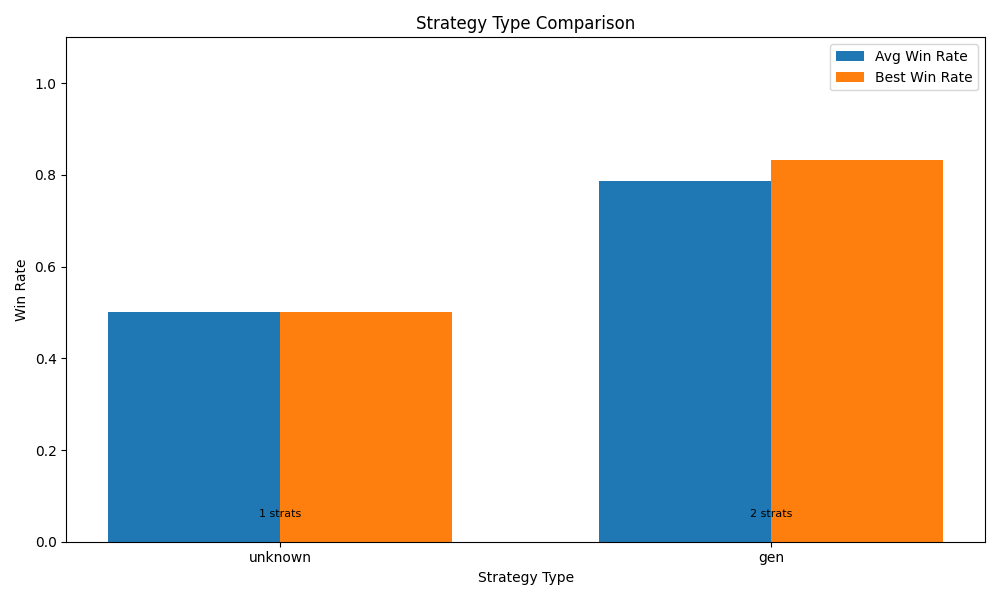 Strategy Type Comparison
Avg Win Rate
Best Win Rate
Win Rate
1.0
0.8
0.6
0.4
0.2
0.0
1 strats
2 strats
unknown
gen
Strategy Type